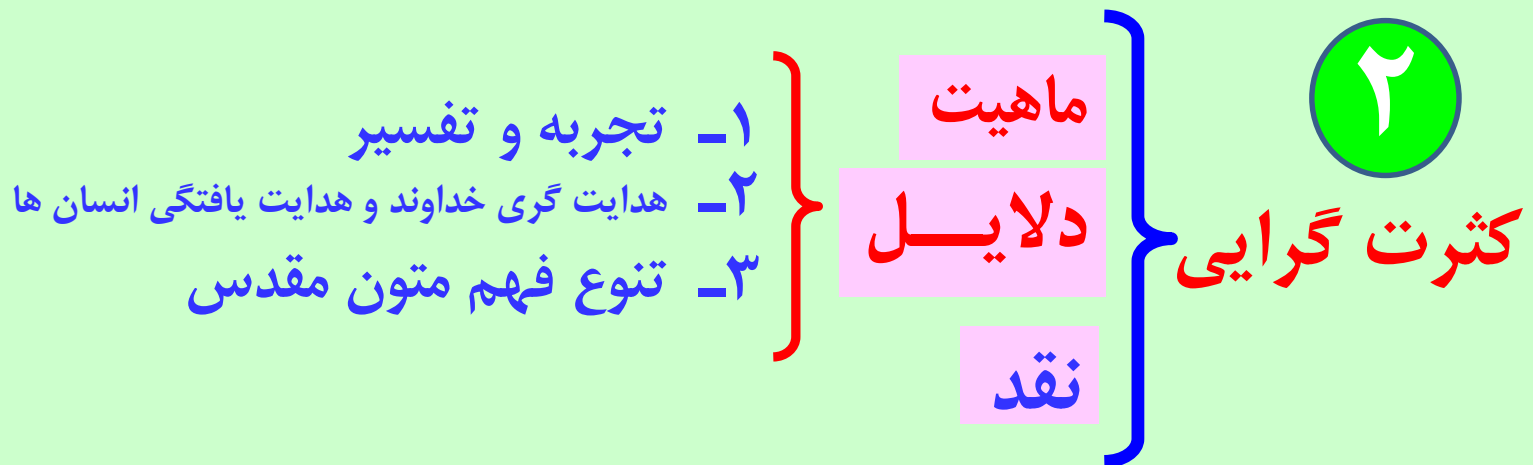 ۲
کثرت گرایی
ماهیت
دلایــــل
نقد
۱ـ تجربه و تفسیر
۲ـ هدایت گری خداوند و هدایت یافتگی انسان ها
۳ـ تنوع فهم متون مقدس